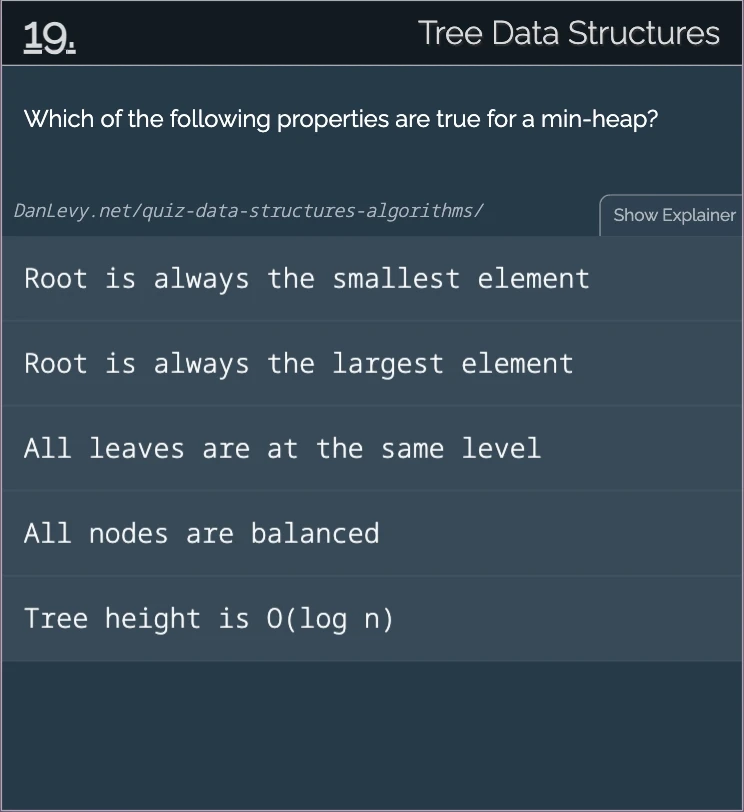 19.
Tree Data Structures
Which of the following properties are true for a min-heap?
DanLevy.net/quiz-data-structures-algorithms/
Show Explainer
Root is always the smallest element
Root is always the largest element
All leaves are at the same level
All nodes are balanced
Tree height is O(log n)